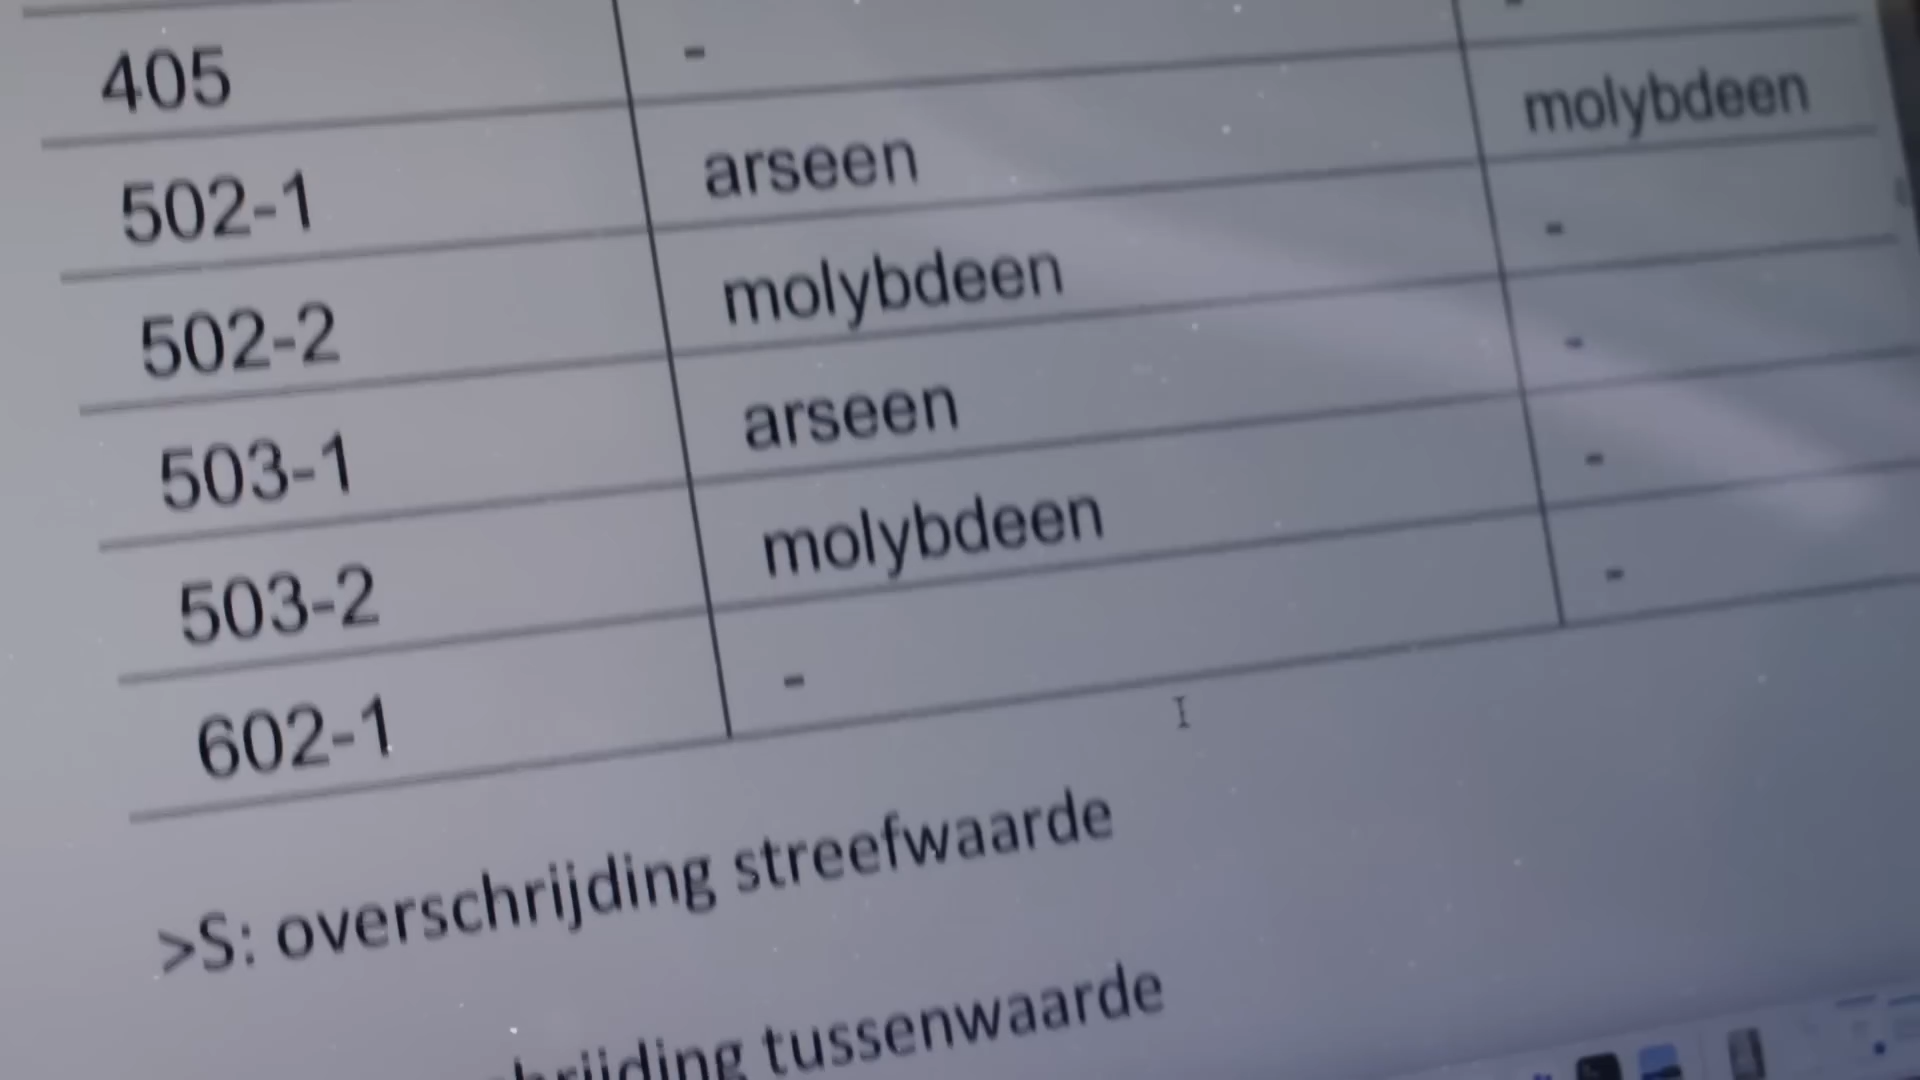 405 - -
502-1 arseen molybdeen
502-2 molybdeen -
503-1 arseen -
503-2 molybdeen -
602-1 - -
>S: overschrijding streefwaarde
hrijding tussenwaarde